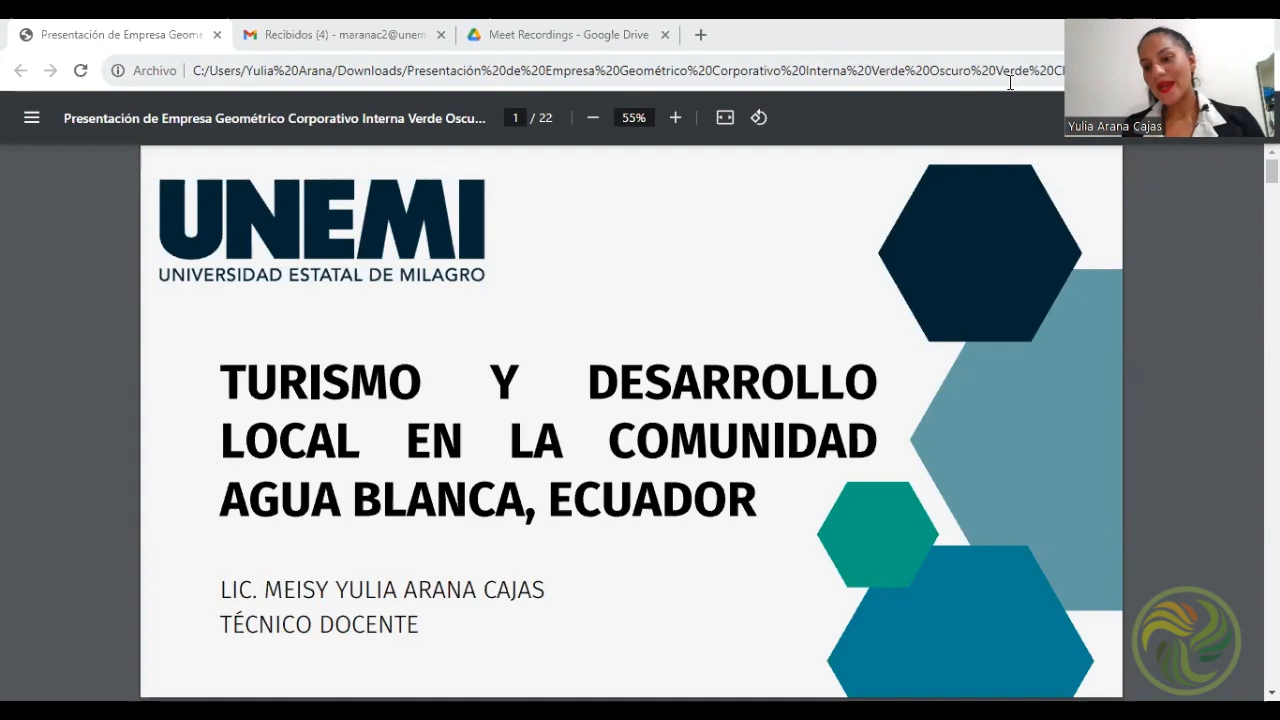 Presentación de Empresa Geome
Recibidos (4) - maranac2@unem
Meet Recordings - Google Drive
Archivo
C:/Users/Yulia%20Arana/Downloads/Presentación%20de%20Empresa%20Geométrico%20Corporativo%20Interna%20Verde%20Oscuro%20Verde%20Cl
Presentación de Empresa Geométrico Corporativo Interna Verde Oscu...
1 / 22
55%
Yulia Arana Cajas
UNEMI
UNIVERSIDAD ESTATAL DE MILAGRO
TURISMO Y DESARROLLO
LOCAL EN LA COMUNIDAD
AGUA BLANCA, ECUADOR
LIC. MEISY YULIA ARANA CAJAS
TÉCNICO DOCENTE